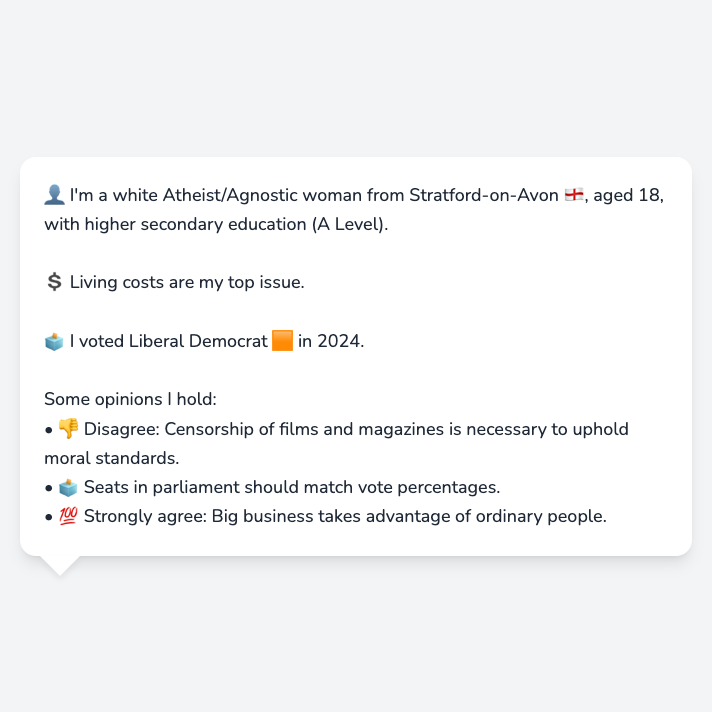 👤 I'm a white Atheist/Agnostic woman from Stratford-on-Avon 🏴󠁧󠁢󠁥󠁮󠁧󠁿, aged 18,
with higher secondary education (A Level).
💲 Living costs are my top issue.
🗳️ I voted Liberal Democrat 🟧 in 2024.
Some opinions I hold:
• 👎 Disagree: Censorship of films and magazines is necessary to uphold
moral standards.
• 🗳️ Seats in parliament should match vote percentages.
• 💯 Strongly agree: Big business takes advantage of ordinary people.